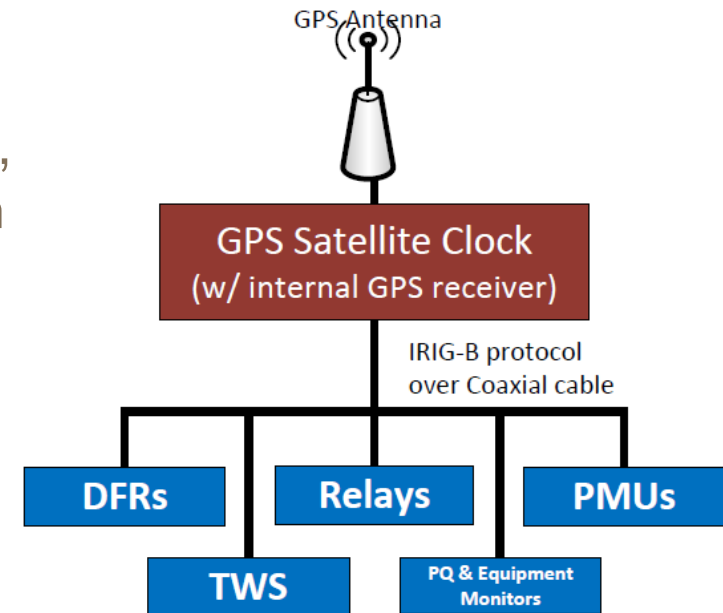 GPS Antenna
,
GPS Satellite Clock
(w/ internal GPS receiver)
IRIG-B protocol
over Coaxial cable
DFRs
Relays
PMUs
TWS
PQ & Equipment
Monitors